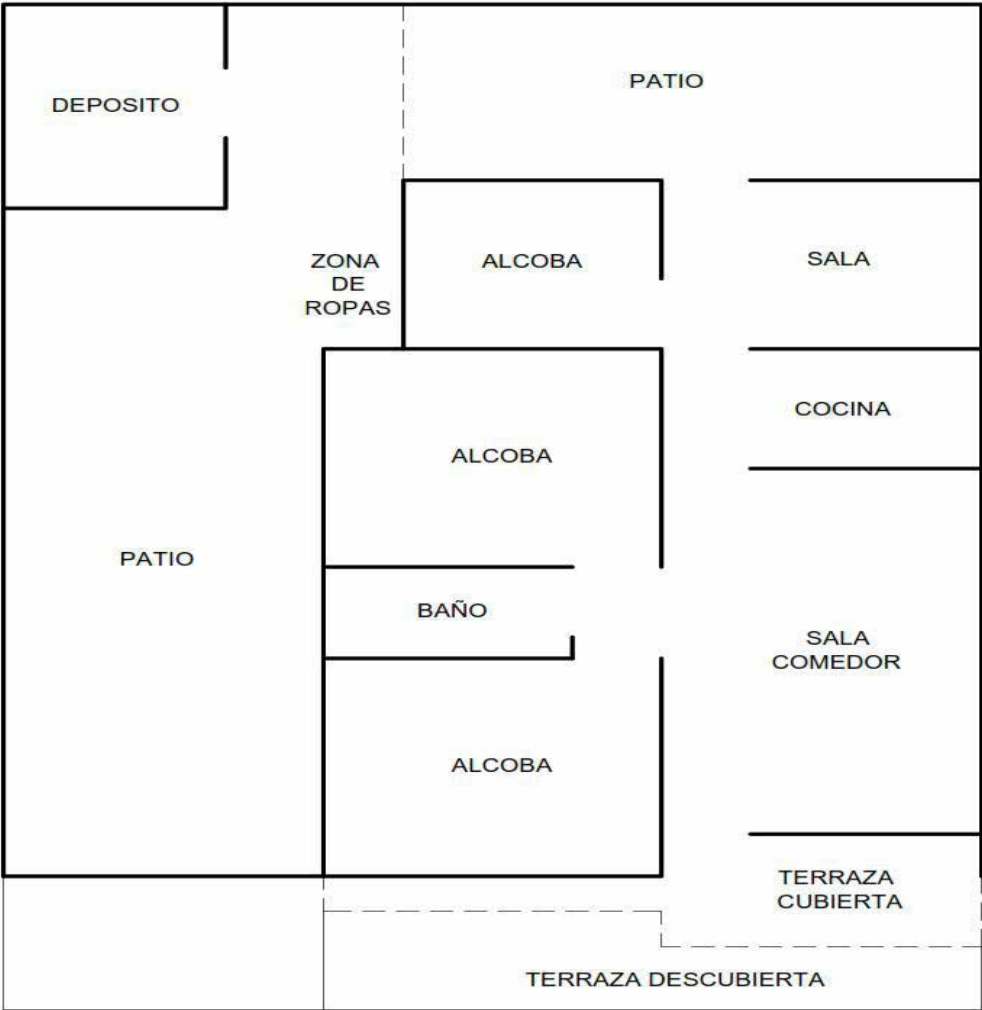 PATIO
DEPOSITO
ZONA
DE
ROPAS
ALCOBA
SALA
COCINA
ALCOBA
PATIO
BAÑO
SALA
COMEDOR
ALCOBA
TERRAZA
CUBIERTA
TERRAZA DESCUBIERTA